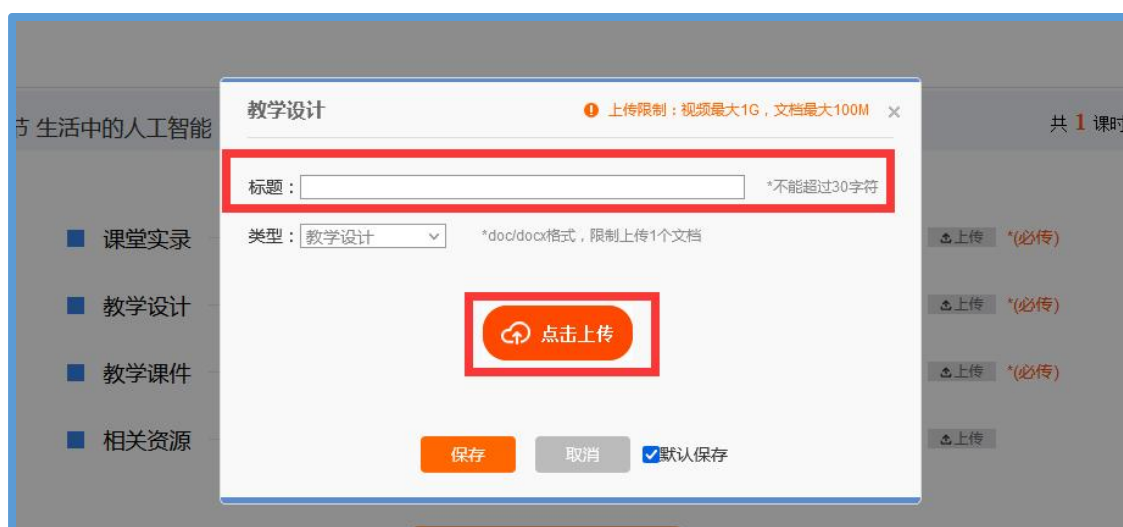 教学设计
上传限制：视频最大1G，文档最大100M
节 生活中的人工智能
共 1 课时
标题：
*不能超过30字符
类型：教学设计
*doc/docx格式，限制上传1个文档
课堂实录
上传 *(必传)
教学设计
上传 *(必传)
点击上传
教学课件
上传 *(必传)
相关资源
上传
保存
取消
默认保存